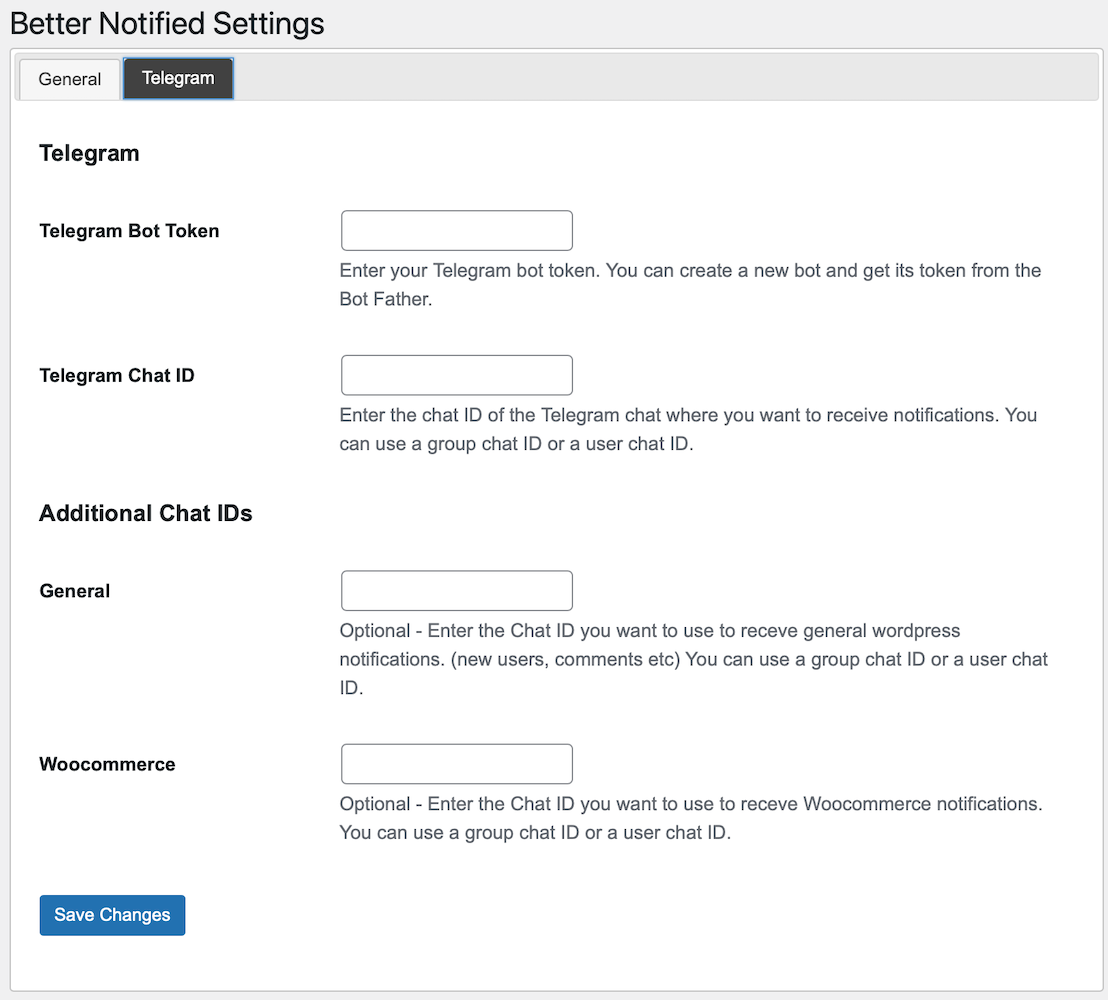 Better Notified Settings
General
Telegram
Telegram
Telegram Bot Token
Enter your Telegram bot token. You can create a new bot and get its token from the
Bot Father.
Telegram Chat ID
Enter the chat ID of the Telegram chat where you want to receive notifications. You
can use a group chat ID or a user chat ID.
Additional Chat IDs
General
Optional - Enter the Chat ID you want to use to receve general wordpress
notifications. (new users, comments etc) You can use a group chat ID or a user chat
ID.
Woocommerce
Optional - Enter the Chat ID you want to use to receve Woocommerce notifications.
You can use a group chat ID or a user chat ID.
Save Changes